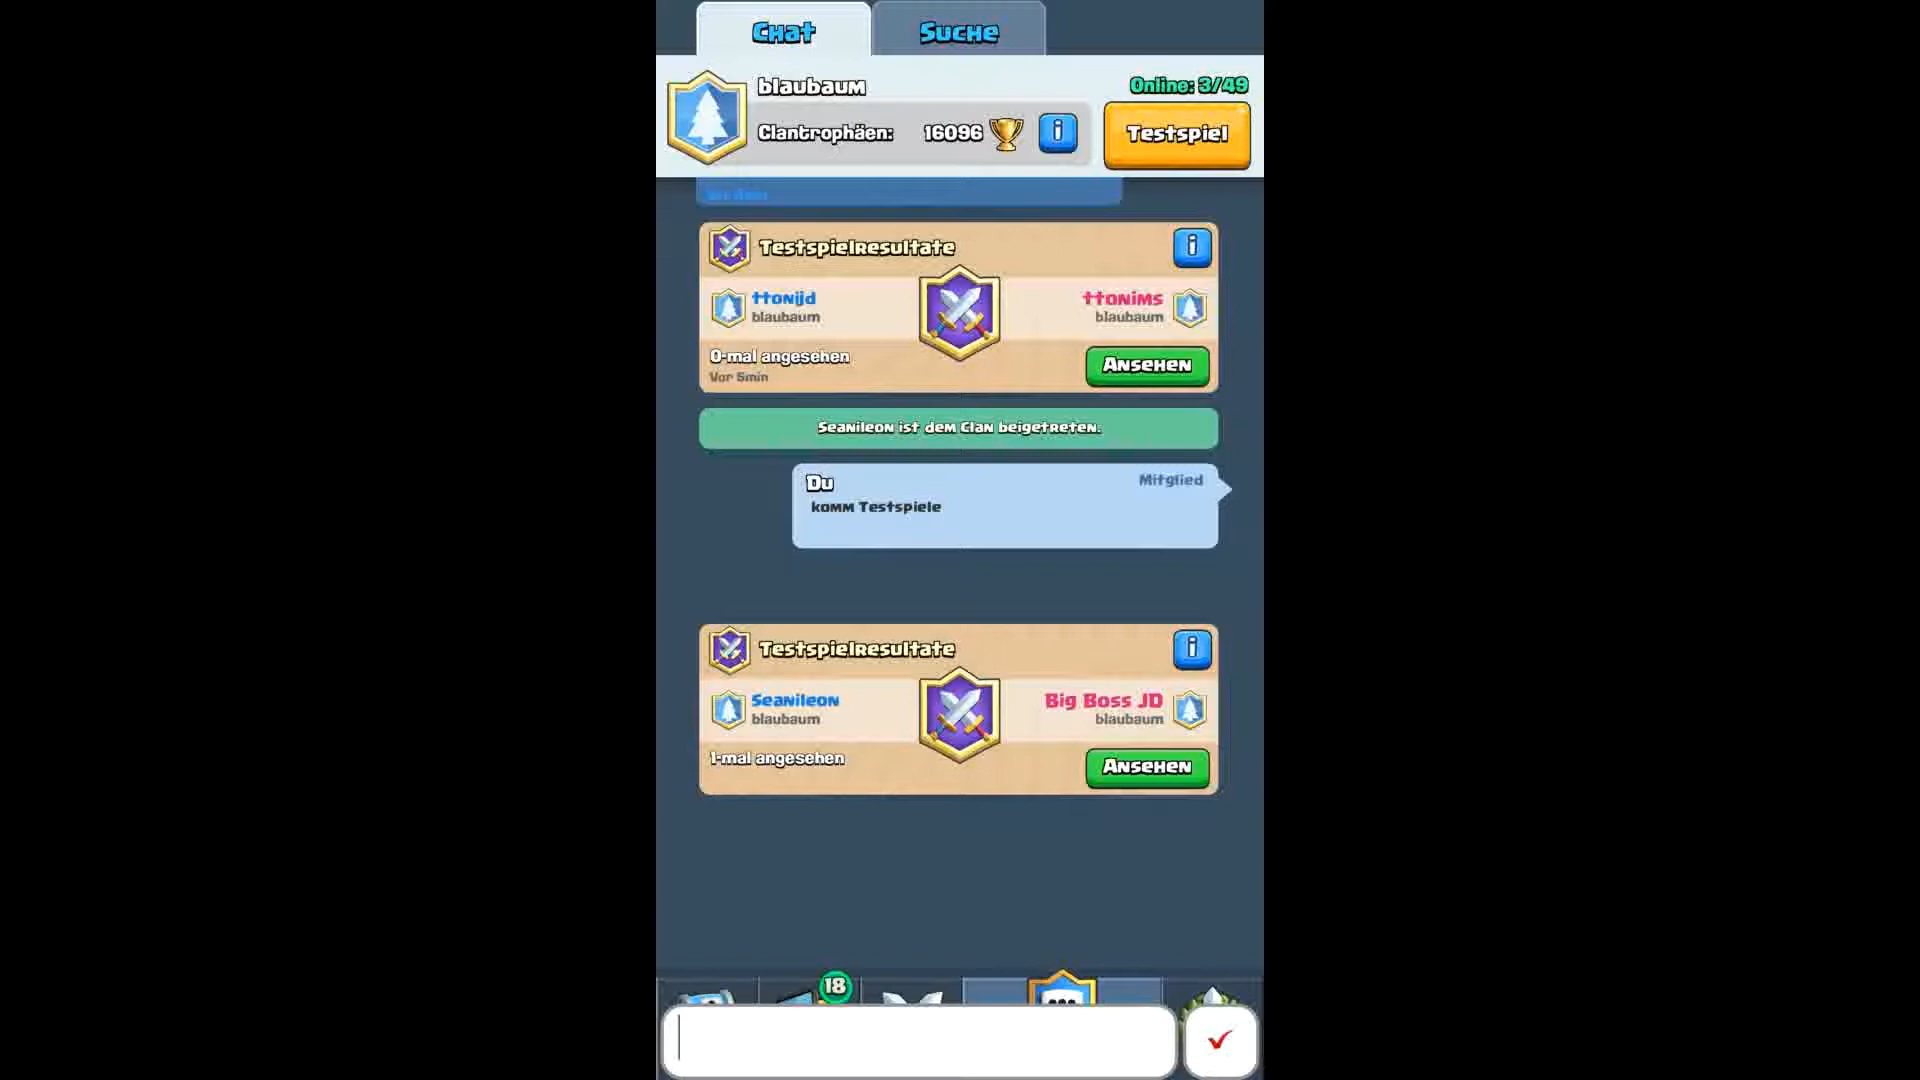 Chat
Suche
blaubaum
Online: 3/49
Clantrophäen: 16096
i
Testspiel
Testspielresultate
i
ttonijd
ttonims
blaubaum
blaubaum
0-mal angesehen
Ansehen
Vor 5min
Seanileon ist dem Clan beigetreten.
Du
Mitglied
komm Testspiele
Testspielresultate
i
Seanileon
Big Boss JD
blaubaum
blaubaum
1-mal angesehen
Ansehen
18